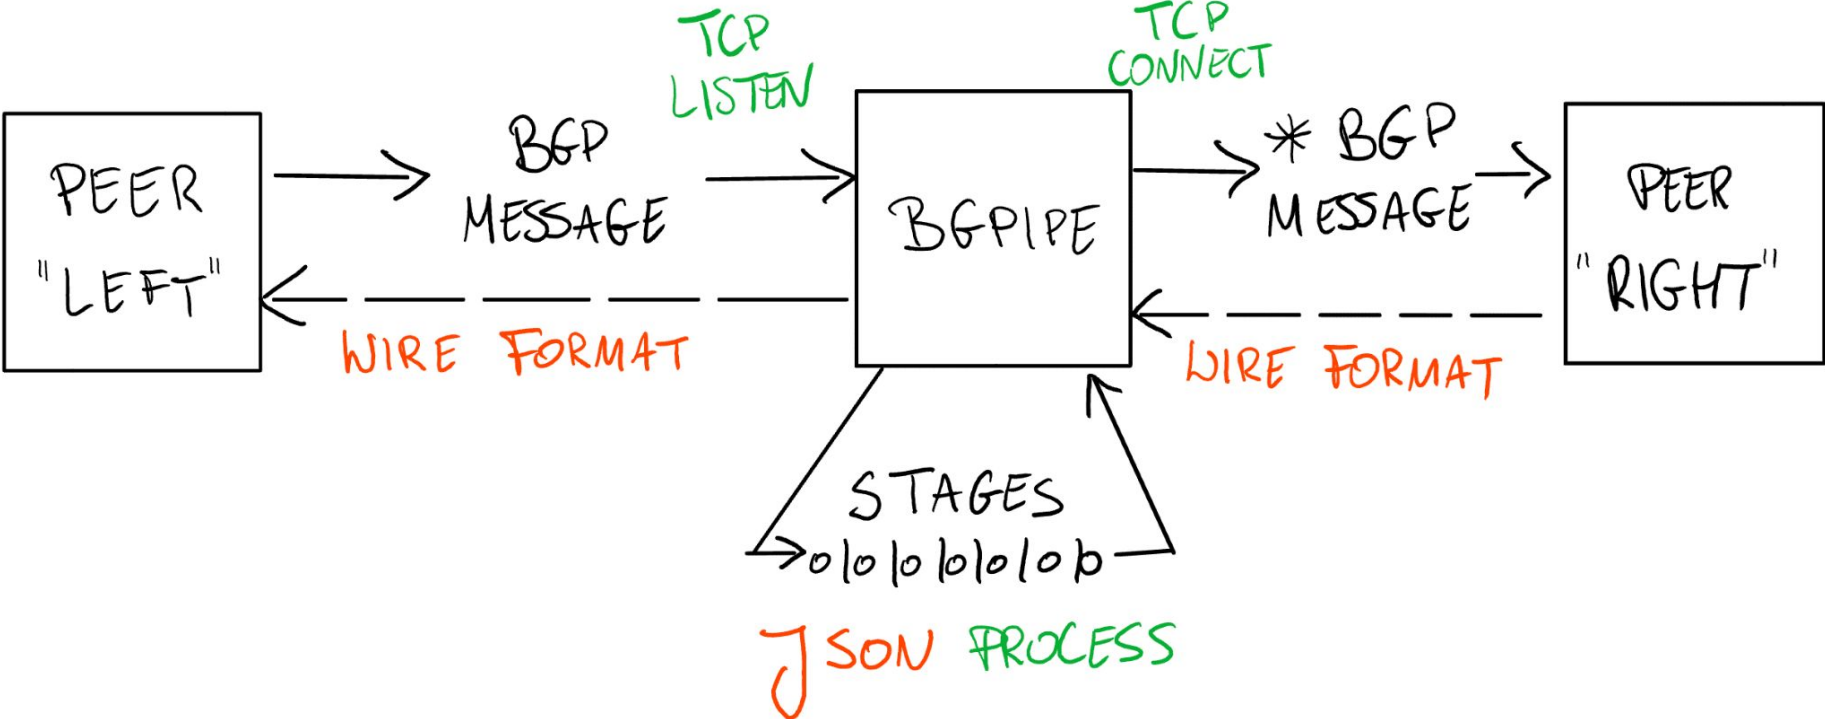 TCP
LISTEN
TCP
CONNECT
PEER
"LEFT"
BGP
MESSAGE
BGPIPE
* BGP
MESSAGE
PEER
"RIGHT"
WIRE FORMAT
WIRE FORMAT
STAGES
o|o|o|o|o|o|o
JSON PROCESS